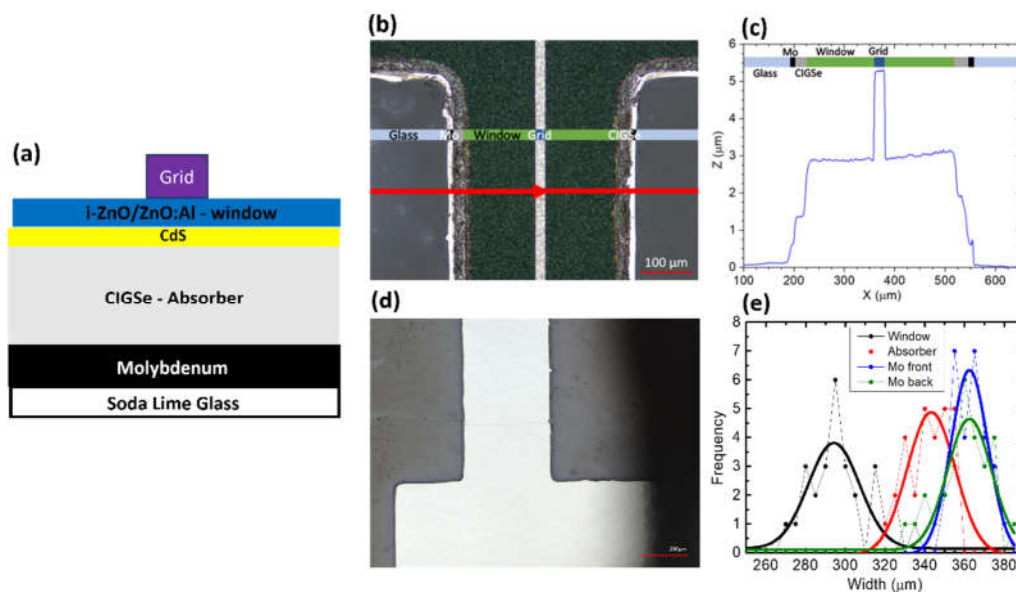 (a)
Grid
i-ZnO/ZnO:Al - window
CdS
CIGSe - Absorber
Molybdenum
Soda Lime Glass
(b)
Glass Mo Window Grid CIGSe
100 µm
(c)
Mo Window Grid
Glass CIGSe
6
5
4
3
2
1
0
Z (µm)
100 200 300 400 500 600
X (µm)
(d)
200µm
(e)
Window
Absorber
Mo front
Mo back
8
7
6
5
4
3
2
1
0
Frequency
260 280 300 320 340 360 380
Width (µm)